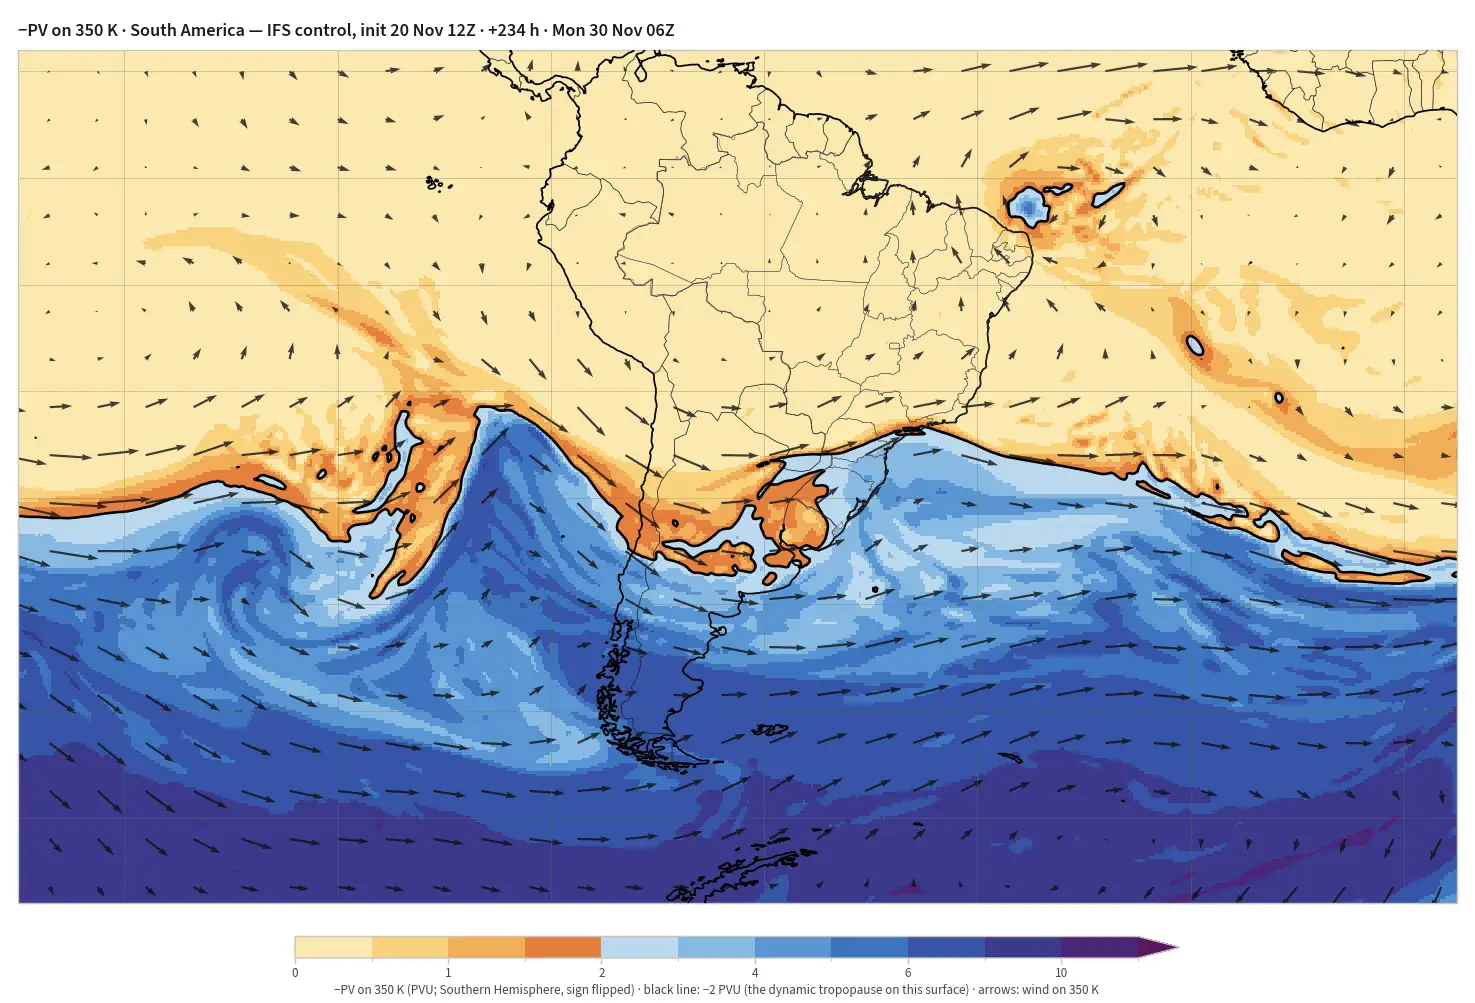 −PV on 350 K · South America — IFS control, init 20 Nov 12Z · +234 h · Mon 30 Nov 06Z
0 1 2 4 6 10
−PV on 350 K (PVU; Southern Hemisphere, sign flipped) · black line: −2 PVU (the dynamic tropopause on this surface) · arrows: wind on 350 K